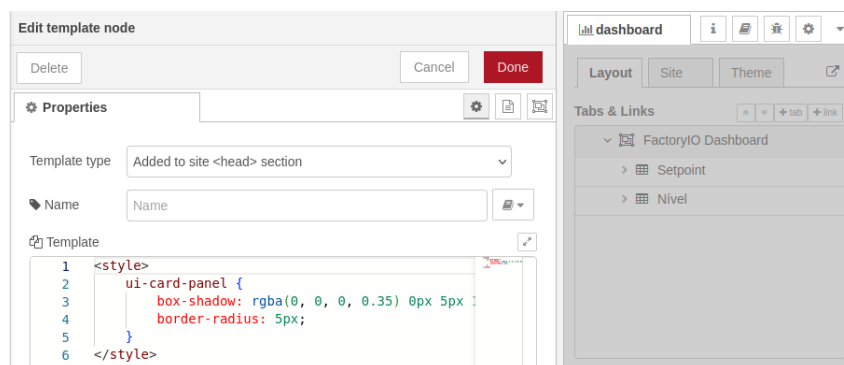 Edit template node
Delete
Cancel
Done
Properties
Template type
Added to site <head> section
Name
Name
Template
1 <style>
2 ui-card-panel {
3 box-shadow: rgba(0, 0, 0, 0.35) 0px 5px
4 border-radius: 5px;
5 }
6 </style>
dashboard
i
Layout
Site
Theme
Tabs & Links
+ tab
+ link
FactoryIO Dashboard
Setpoint
Nível